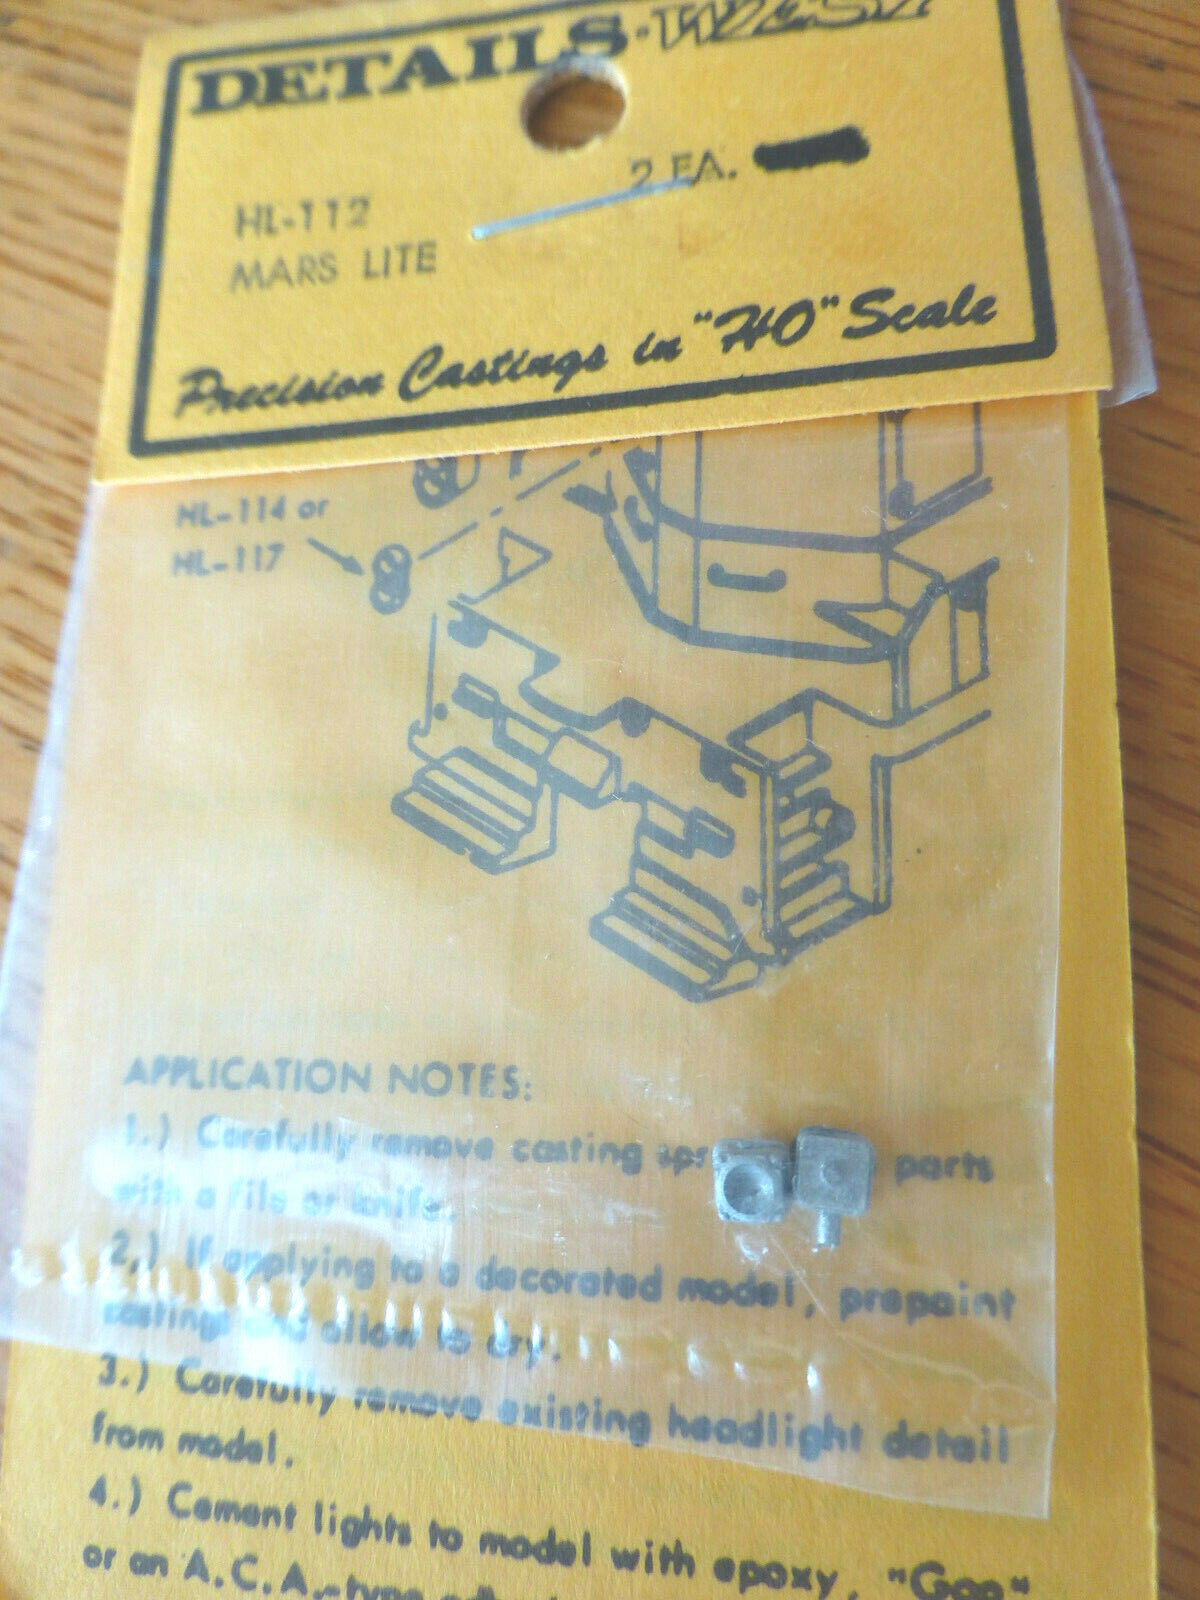 DETAILS WEST
2 EA.
HL-112
MARS LITE
Precision Castings in "HO" Scale
HL-114 or
HL-117
APPLICATION NOTES:
1.) Carefully remove casting parts
with a file or knife.
2.) If applying to a decorated model, prepaint
castings and allow to dry.
3.) Carefully remove existing headlight detail
from model.
4.) Cement lights to model with epoxy, "Goo"
or an A.C.A.-type